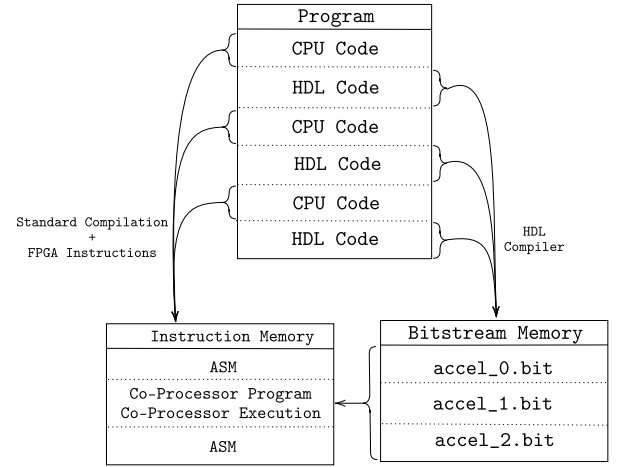 Program
CPU Code
HDL Code
CPU Code
HDL Code
CPU Code
HDL Code
Standard Compilation
+
FPGA Instructions
HDL
Compiler
Instruction Memory
ASM
Co-Processor Program
Co-Processor Execution
ASM
Bitstream Memory
accel_0.bit
accel_1.bit
accel_2.bit